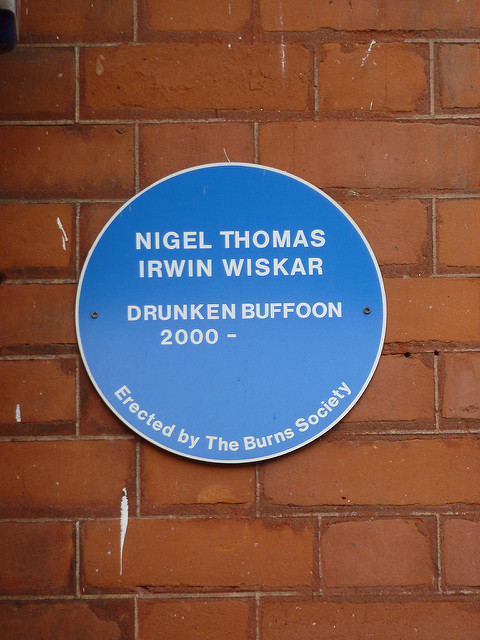 NIGEL THOMAS
IRWIN WISKAR
DRUNKEN BUFFOON
2000 -
Erected by The Burns Society